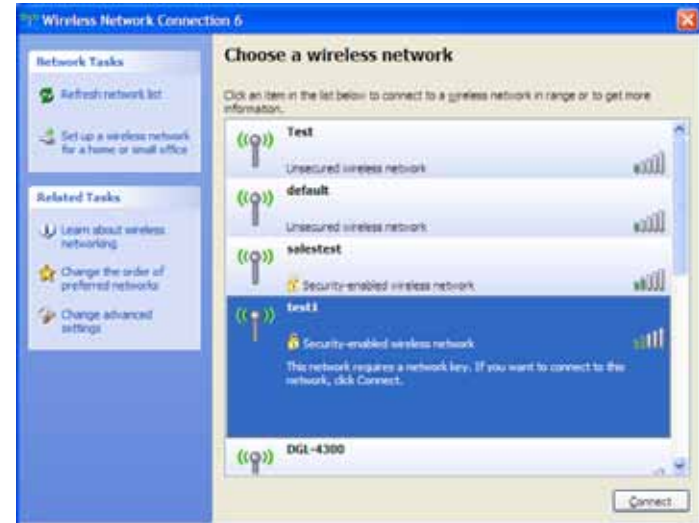 Wireless Network Connection 6
Network Tasks
Refresh network list
Set up a wireless network
for a home or small office
Related Tasks
Learn about wireless
networking
Change the order of
preferred networks
Change advanced
settings
Choose a wireless network
Click an item in the list below to connect to a wireless network in range or to get more
information.
Test
Unsecured wireless network
default
Unsecured wireless network
salestest
Security-enabled wireless network
test1
Security-enabled wireless network
This network requires a network key. If you want to connect to this
network, click Connect.
DGL-4300
Connect